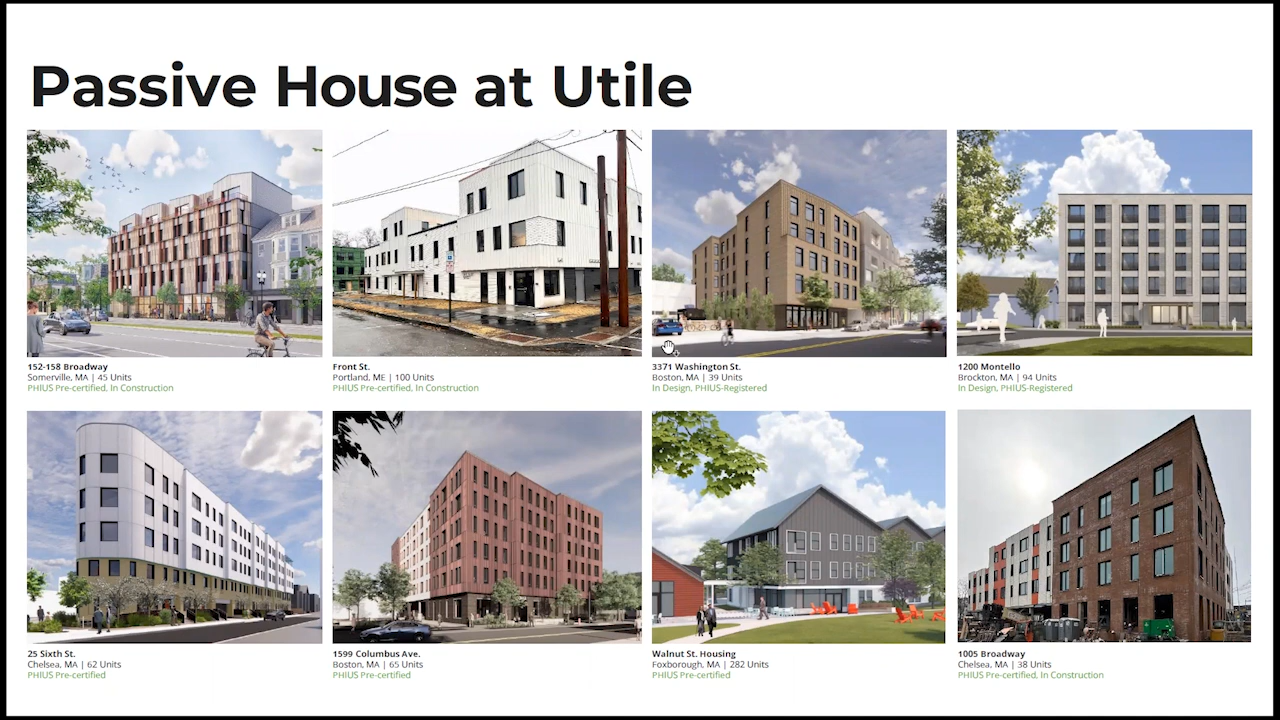 Passive House at Utile
152-158 Broadway
Somerville, MA | 45 Units
PHIUS Pre-certified, In Construction
Front St.
Portland, ME | 100 Units
PHIUS Pre-certified, In Construction
3371 Washington St.
Boston, MA | 39 Units
In Design, PHIUS-Registered
1200 Montello
Brockton, MA | 94 Units
In Design, PHIUS-Registered
25 Sixth St.
Chelsea, MA | 62 Units
PHIUS Pre-certified
1599 Columbus Ave.
Boston, MA | 65 Units
PHIUS Pre-certified
Walnut St. Housing
Foxborough, MA | 282 Units
PHIUS Pre-certified
1005 Broadway
Chelsea, MA | 38 Units
PHIUS Pre-certified, In Construction